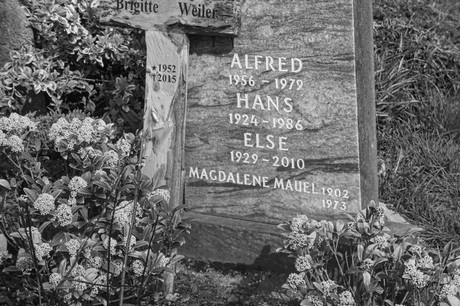 Brigitte Weiler
*1952
†2015
ALFRED
1956 - 1979
HANS
1924 - 1986
ELSE
1929 - 2010
MAGDALENE MAUEL 1902
1973